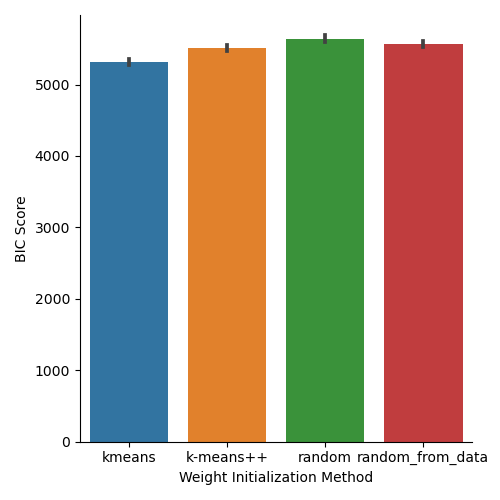 BIC Score
5000
4000
3000
2000
1000
0
kmeans
k-means++
random
random_from_data
Weight Initialization Method